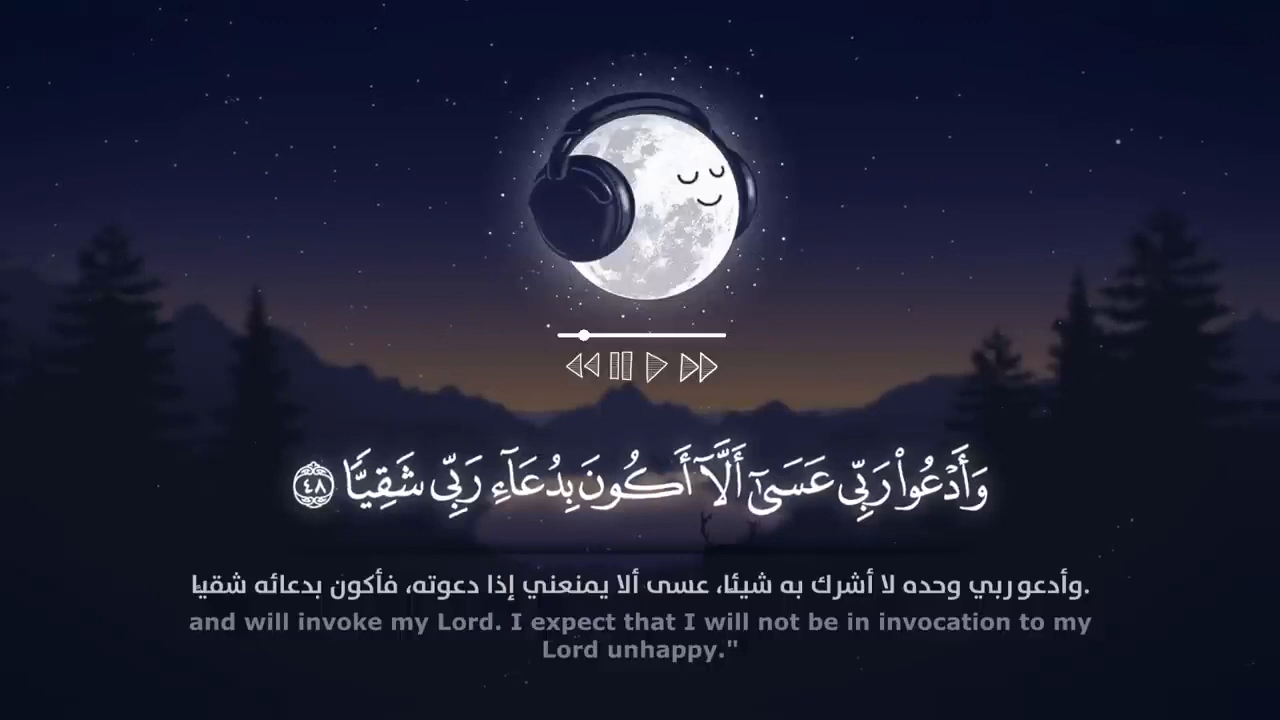 وَأَدْعُوا۟ رَبِّى عَسَىٰٓ أَلَّآ أَكُونَ بِدُعَآءِ رَبِّى شَقِيًّا ٤٨
وأدعو ربي وحده لا أشرك به شيئا، عسى ألا يمنعني إذا دعوته، فأكون بدعائه شقيا.
and will invoke my Lord. I expect that I will not be in invocation to my
Lord unhappy."